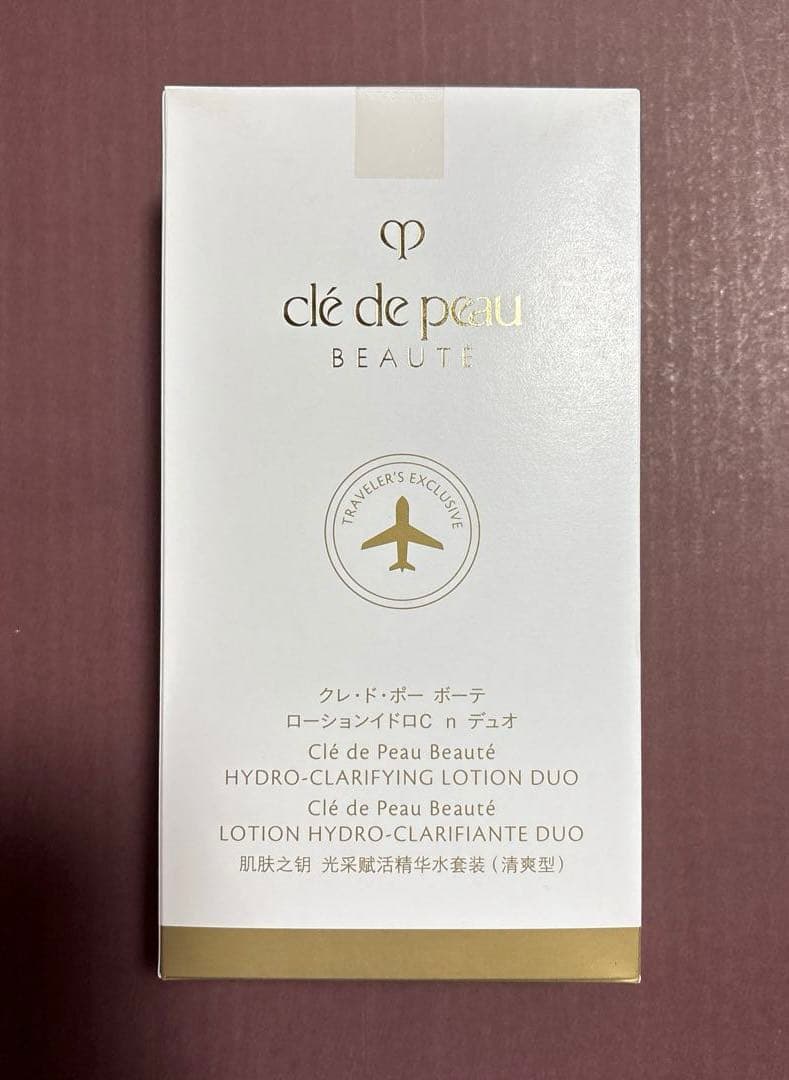 clé de peau
BEAUTÉ
TRAVELER'S EXCLUSIVE
クレ・ド・ポー ボーテ
ローションイドロC n デュオ
Clé de Peau Beauté
HYDRO-CLARIFYING LOTION DUO
Clé de Peau Beauté
LOTION HYDRO-CLARIFIANTE DUO
肌肤之钥 光采赋活精华水套装(清爽型)